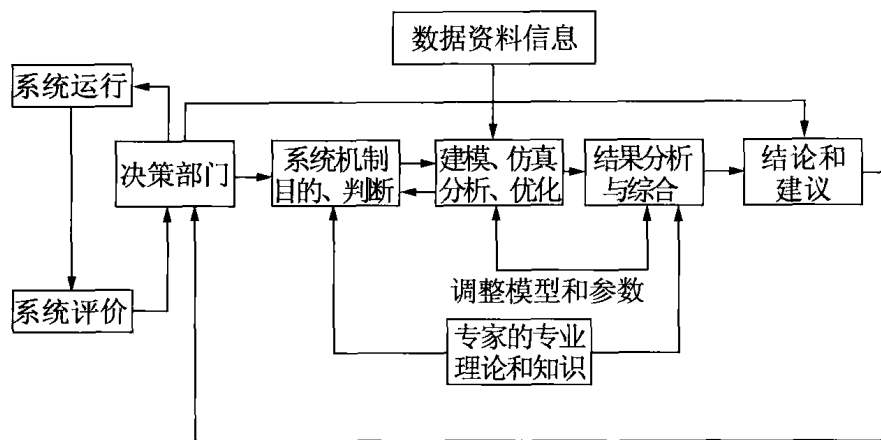 数据资料信息
系统运行
决策部门
系统机制
目的、判断
建模、仿真
分析、优化
结果分析
与综合
结论和
建议
系统评价
调整模型和参数
专家的专业
理论和知识